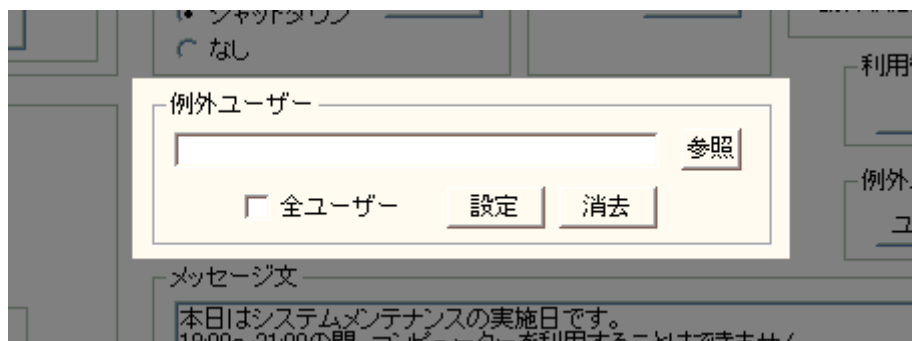 シャットダウン
なし
利用
例外ユーザー
参照
全ユーザー
設定
消去
例外
ユ
メッセージ文
本日はシステムメンテナンスの実施日です。